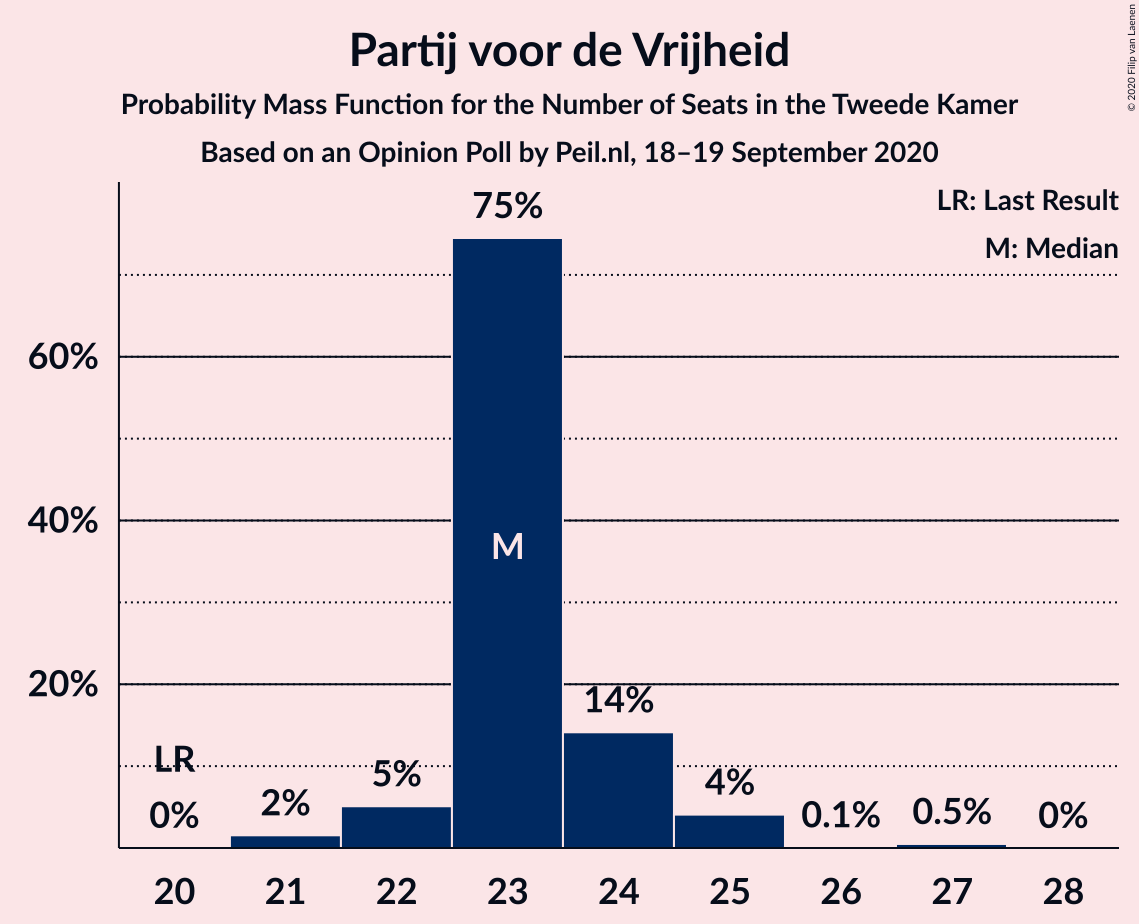 Partij voor de Vrijheid
Probability Mass Function for the Number of Seats in the Tweede Kamer
Based on an Opinion Poll by Peil.nl, 18–19 September 2020
© 2020 Filip van Laenen
LR: Last Result
M: Median
75%
60%
40%
20%
M
LR
0%
2%
5%
14%
4%
0.1%
0.5%
0%
20 21 22 23 24 25 26 27 28